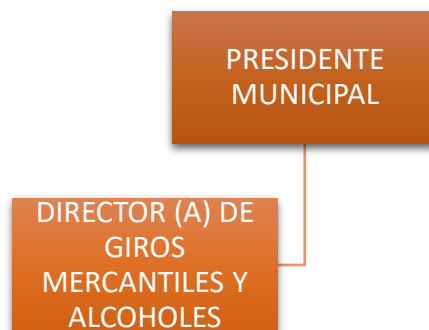 PRESIDENTE
MUNICIPAL
DIRECTOR (A) DE
GIROS
MERCANTILES Y
ALCOHOLES